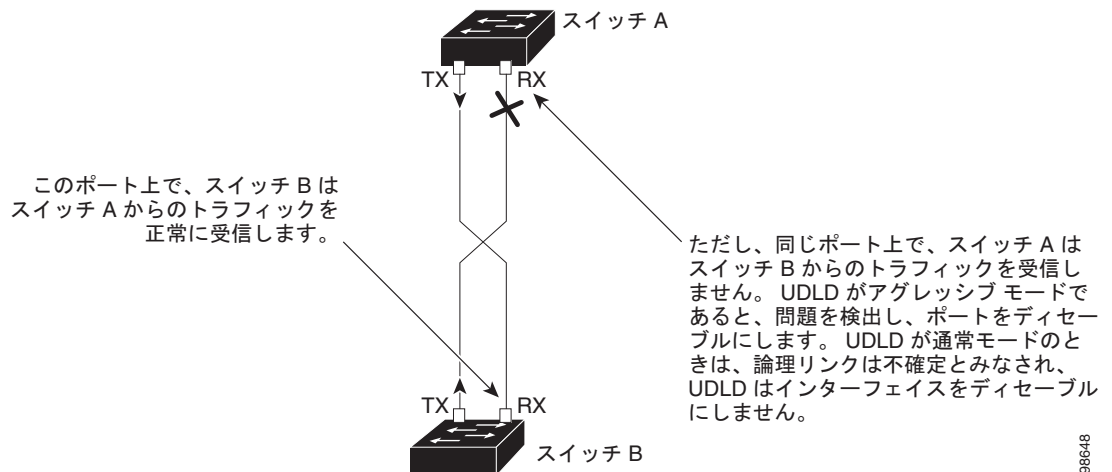 スイッチ A
TX
RX
このポート上で、スイッチ B は
スイッチ A からのトラフィックを
正常に受信します。
ただし、同じポート上で、スイッチ A は
スイッチ B からのトラフィックを受信し
ません。 UDLD がアグレッシブ モードで
あると、問題を検出し、ポートをディセー
ブルにします。 UDLD が通常モードのと
きは、論理リンクは不確定とみなされ、
UDLD はインターフェイスをディセーブル
にしません。
TX
RX
スイッチ B
98648